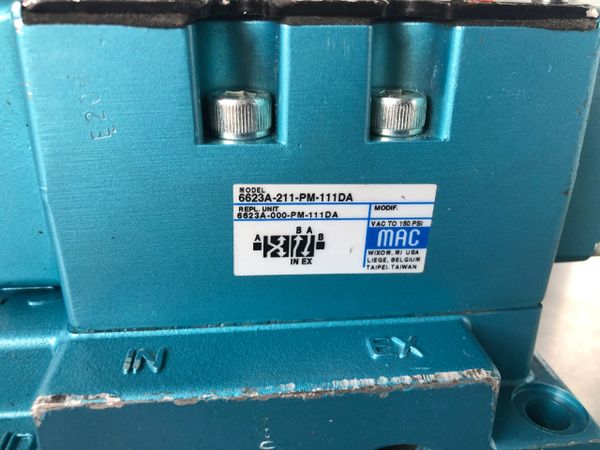 E20
MODEL
6623A-211-PM-111DA
REPL. UNIT
6623A-000-PM-111DA
MODIF.
VAC TO 150 PSI
MAC
WIXOM, MI USA
LIEGE, BELGIUM
TAIPEI, TAIWAN
B A
A B
IN EX
IN EX